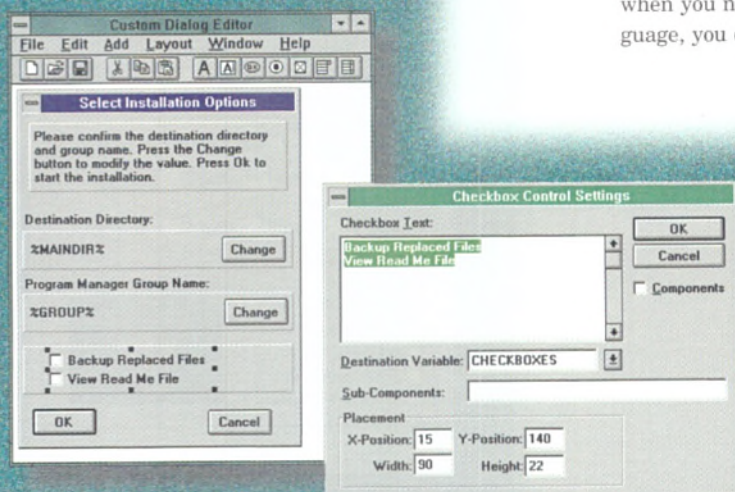 when you n
guage, you
Custom Dialog Editor
File Edit Add Layout Window Help
Select Installation Options
Please confirm the destination directory
and group name. Press the Change
button to modify the value. Press Ok to
start the installation.
Destination Directory:
%MAINDIR% Change
Program Manager Group Name:
%GROUP% Change
Backup Replaced Files
View Read Me File
OK Cancel
Checkbox Control Settings
Checkbox Text:
Backup Replaced Files
View Read Me File
OK
Cancel
Components
Destination Variable: CHECKBOXES
Sub-Components:
Placement
X-Position: 15 Y-Position: 140
Width: 90 Height: 22